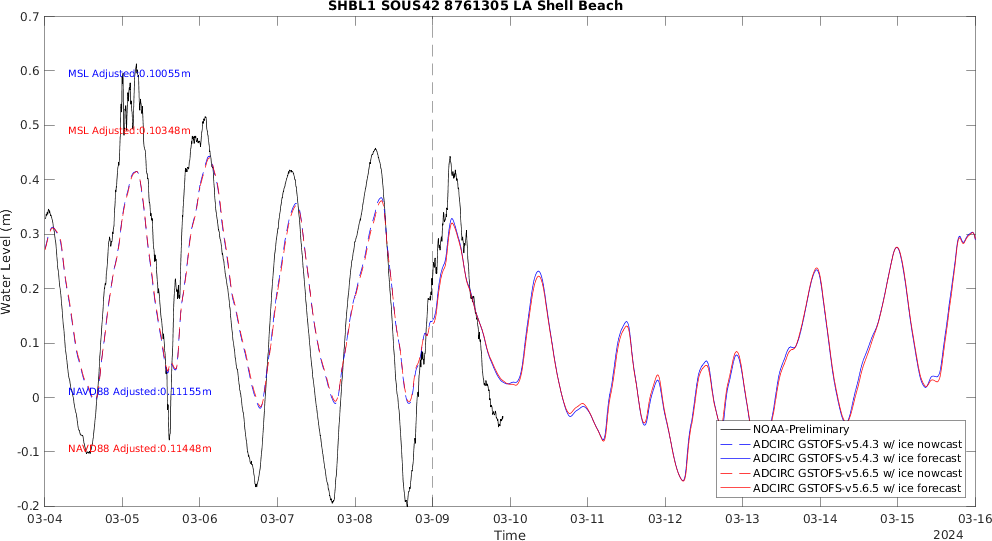 SHBL1 SOUS42 8761305 LA Shell Beach
0.7
0.6
0.5
0.4
0.3
0.2
0.1
0
-0.1
-0.2
Water Level (m)
MSL Adjusted:0.10055m
MSL Adjusted:0.10348m
NAVD88 Adjusted:0.11155m
NAVD88 Adjusted:0.11448m
NOAA-Preliminary
ADCIRC GSTOFS-v5.4.3 w/ ice nowcast
ADCIRC GSTOFS-v5.4.3 w/ ice forecast
ADCIRC GSTOFS-v5.6.5 w/ ice nowcast
ADCIRC GSTOFS-v5.6.5 w/ ice forecast
03-04 03-05 03-06 03-07 03-08 03-09 03-10 03-11 03-12 03-13 03-14 03-15 03-16
Time
2024